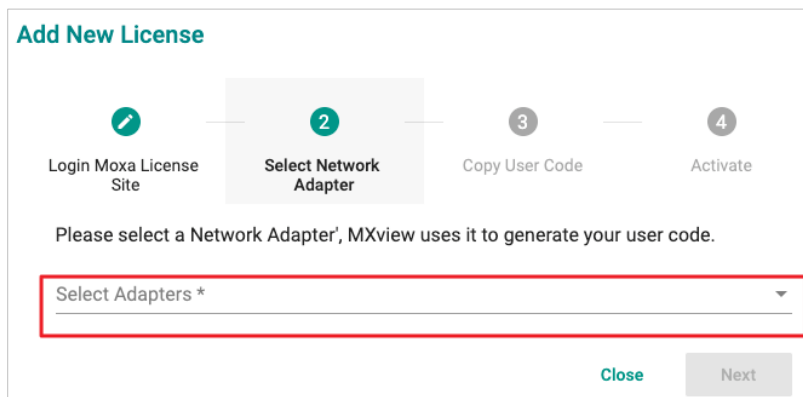 Add New License
2
3
4
Login Moxa License
Site
Select Network
Adapter
Copy User Code
Activate
Please select a Network Adapter', MXview uses it to generate your user code.
Select Adapters *
Close
Next